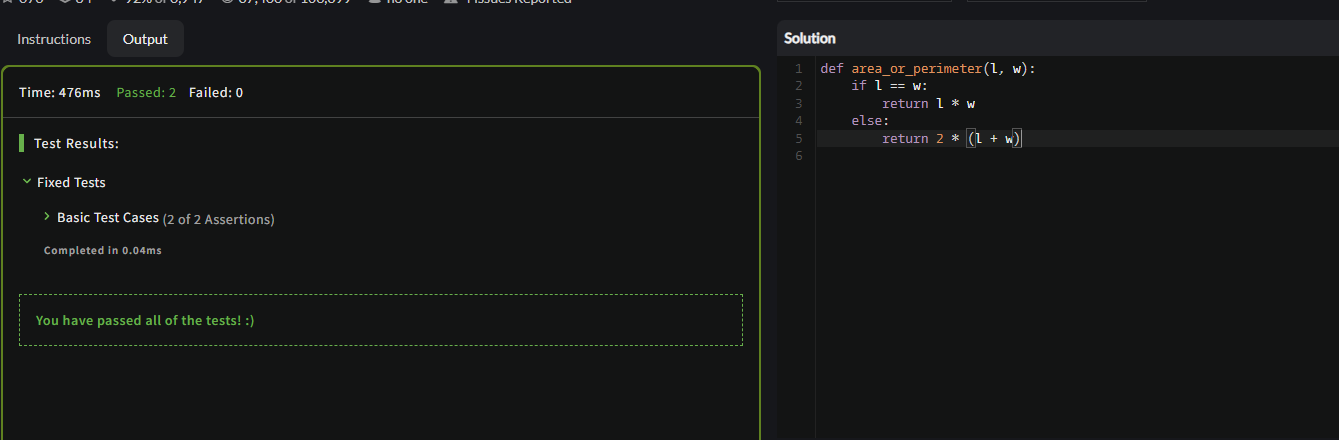 Instructions
Output
Time: 476ms Passed: 2 Failed: 0
Test Results:
Fixed Tests
Basic Test Cases (2 of 2 Assertions)
Completed in 0.04ms
You have passed all of the tests! :)
Solution
1 def area_or_perimeter(l, w):
2     if l == w:
3         return l * w
4     else:
5         return 2 * (l + w)
6